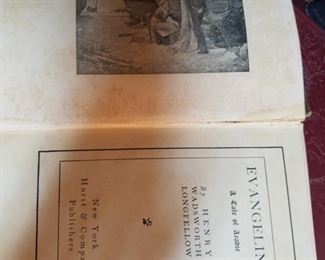 EVANGELIN
A Tale of Acadie
By HENRY
WADSWORTH
LONGFELLOW
New York
Hurst & Comp
Publishers